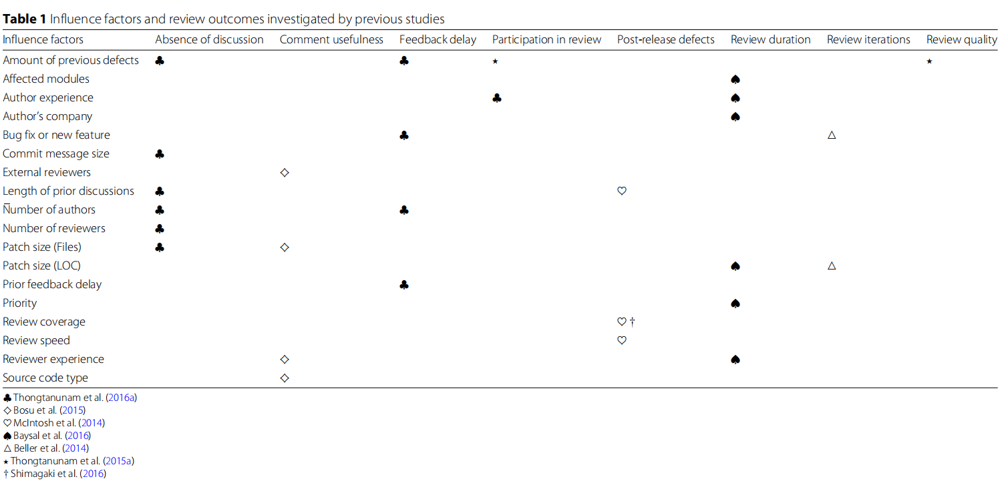 Table 1 Influence factors and review outcomes investigated by previous studies
Influence factors Absence of discussion Comment usefulness Feedback delay Participation in review Post-release defects Review duration Review iterations Review quality
Amount of previous defects ♣ ♣ ⋆ ⋆
Affected modules ♠
Author experience ♣ ♠
Author’s company ♠
Bug fix or new feature ♣ △
Commit message size ♣
External reviewers ♢
Length of prior discussions ♣ ♡
N̅umber of authors ♣ ♣
Number of reviewers ♣
Patch size (Files) ♣ ♢
Patch size (LOC) ♠ △
Prior feedback delay ♣
Priority ♠
Review coverage ♡ †
Review speed ♡
Reviewer experience ♢ ♠
Source code type ♢
♣ Thongtanunam et al. (2016a)
♢ Bosu et al. (2015)
♡ McIntosh et al. (2014)
♠ Baysal et al. (2016)
△ Beller et al. (2014)
⋆ Thongtanunam et al. (2015a)
† Shimagaki et al. (2016)